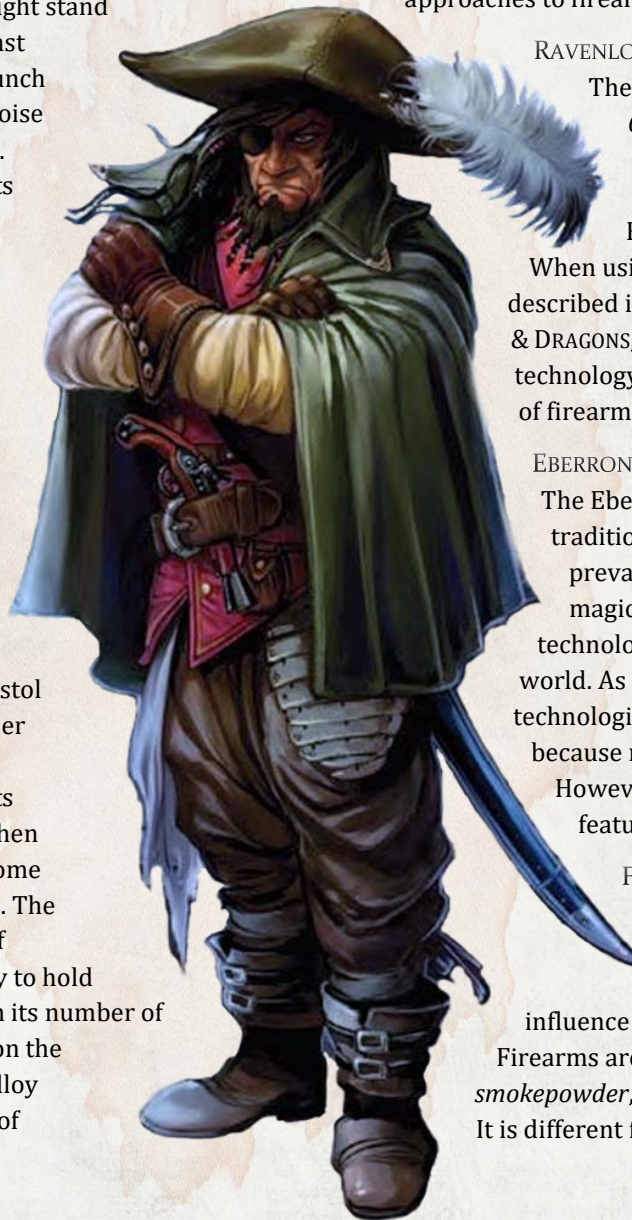 ight stand
nst
unch
oise
.
ts
stol
er
ts
hen
ome
. The
f
y to hold
n its number of
on the
lloy
of
approaches to firear
RAVENLO
The
When usi
described i
& DRAGONS,
technology
of firearm
EBERRON
The Ebe
traditio
preva
magic
technolo
world. As
technologi
because
Howev
featu
F
influence
Firearms are
smokepowder,
It is different f